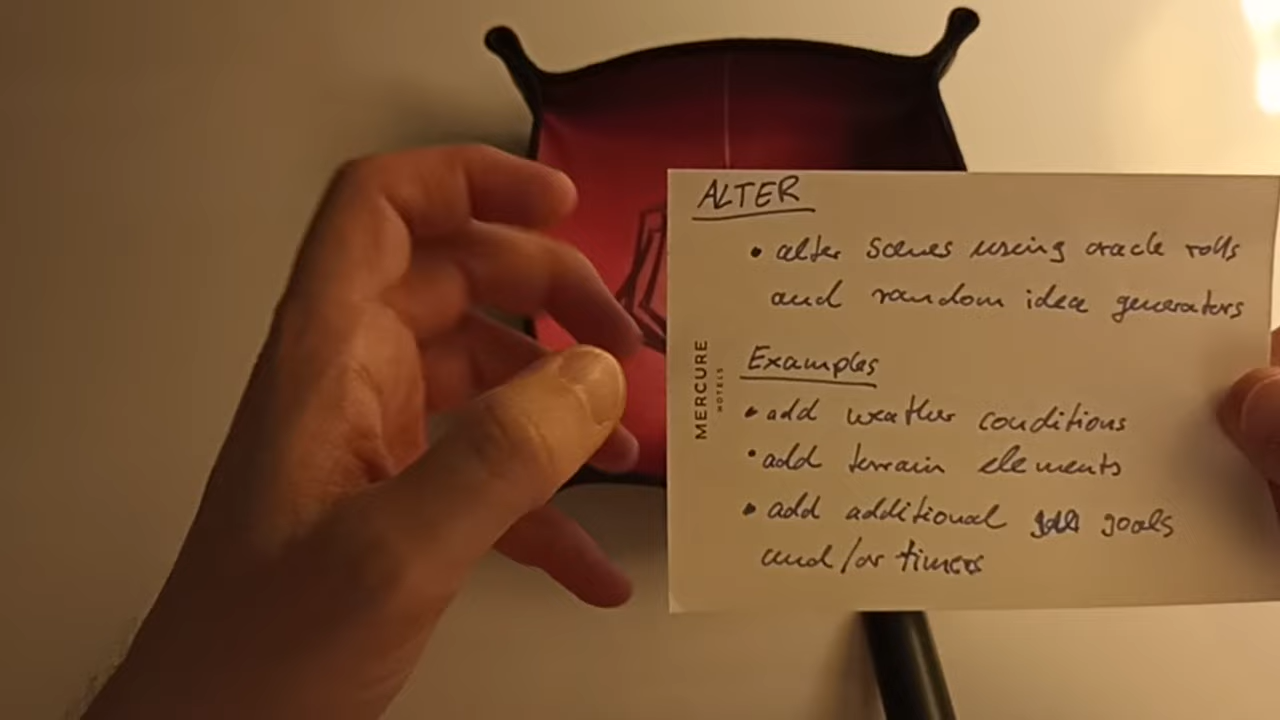 ALTER
• alter scenes using oracle rolls
and random idea generators
MERCURE
HOTELS
Examples
• add weather conditions
• add terrain elements
• add additional goals
and/or timers